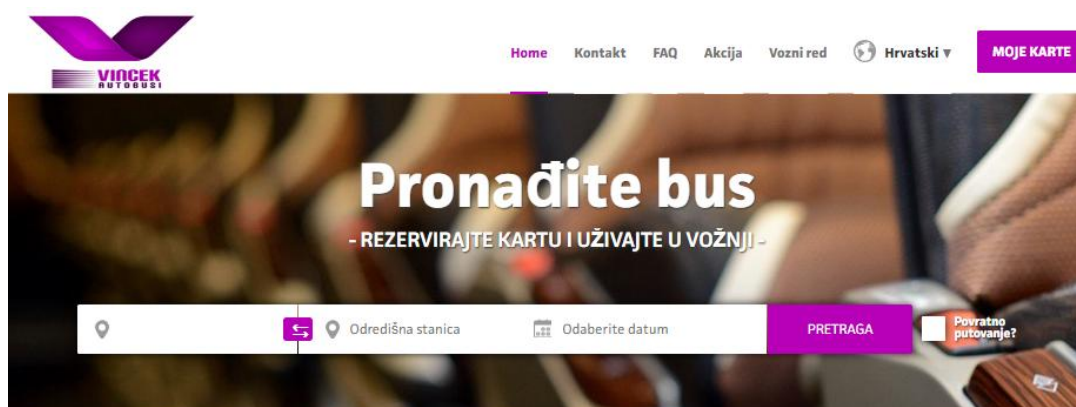 VINCEK
AUTOBUSI
Home Kontakt FAQ Akcija Vozni red Hrvatski ▾ MOJE KARTE
Pronađite bus
- REZERVIRAJTE KARTU I UŽIVAJTE U VOŽNJI -
Odredišna stanica Odaberite datum PRETRAGA Povratno
putovanje?